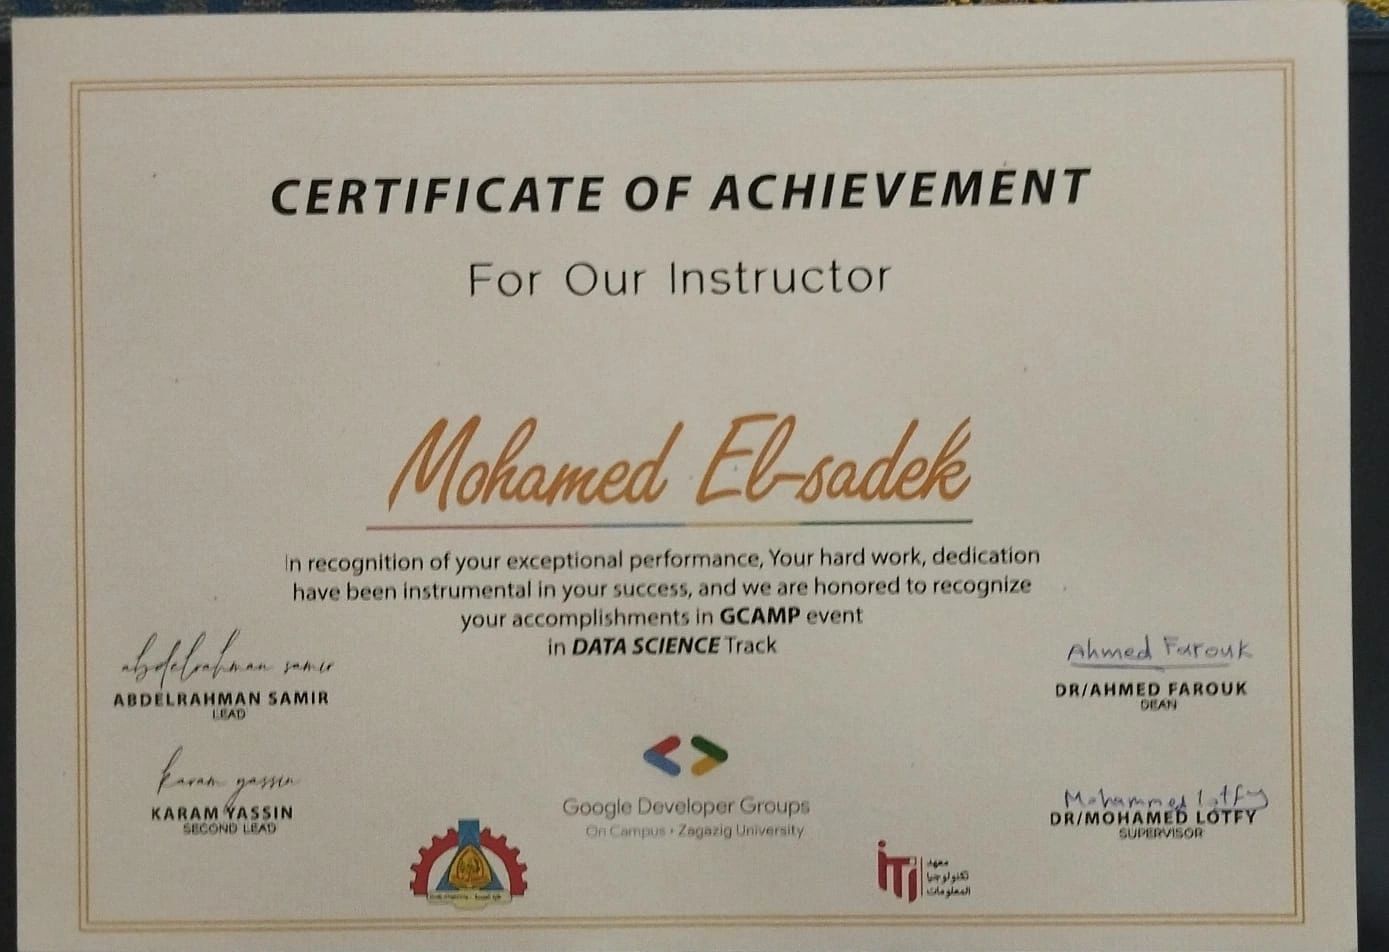 CERTIFICATE OF ACHIEVEMENT
For Our Instructor
Mohamed El-sadek
In recognition of your exceptional performance, Your hard work, dedication
have been instrumental in your success, and we are honored to recognize
your accomplishments in GCAMP event
in DATA SCIENCE Track
abdelrahman samir
ABDELRAHMAN SAMIR
LEAD
karam yassin
KARAM YASSIN
SECOND LEAD
Ahmed Farouk
DR/AHMED FAROUK
DEAN
Mohammed lotfy
DR/MOHAMED LOTFY
SUPERVISOR
Google Developer Groups
On Campus • Zagazig University
iTi
معهد
تكنولوجيا
المعلومات